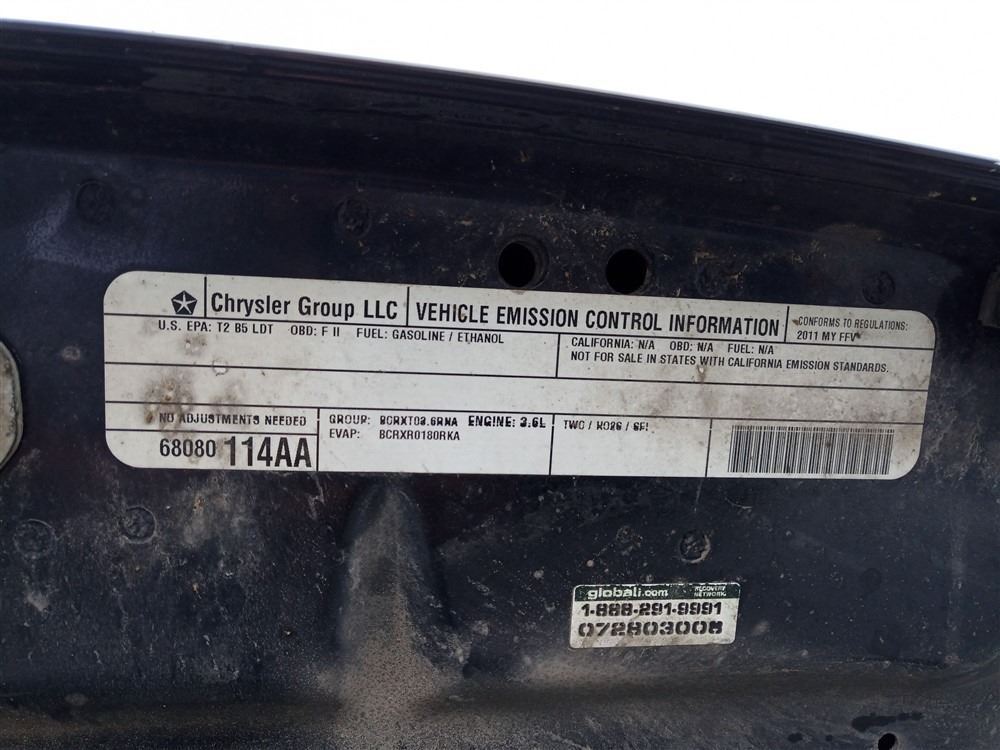 Chrysler Group LLC
VEHICLE EMISSION CONTROL INFORMATION
CONFORMS TO REGULATIONS:
2011 MY FFV
U.S. EPA: T2 B5 LDT OBD: F II FUEL: GASOLINE / ETHANOL
CALIFORNIA: N/A OBD: N/A FUEL: N/A
NOT FOR SALE IN STATES WITH CALIFORNIA EMISSION STANDARDS.
NO ADJUSTMENTS NEEDED
68080 114AA
GROUP: BCRXT03.6RNA ENGINE: 3.6L
EVAP: BCRXR0180RKA
TWC / HO2S / SFI
globali.com
RECOVERY
NETWORK
1-888-291-9991